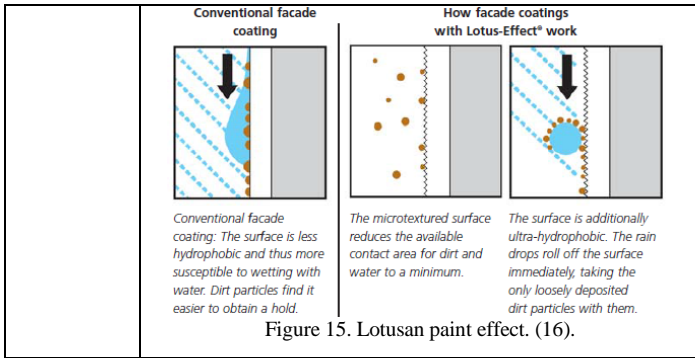 Conventional facade
coating
How facade coatings
with Lotus-Effect® work
Conventional facade
coating: The surface is less
hydrophobic and thus more
susceptible to wetting with
water. Dirt particles find it
easier to obtain a hold.
The microtextured surface
reduces the available
contact area for dirt and
water to a minimum.
The surface is additionally
ultra-hydrophobic. The rain
drops roll off the surface
immediately, taking the
only loosely deposited
dirt particles with them.
Figure 15. Lotusan paint effect. (16).